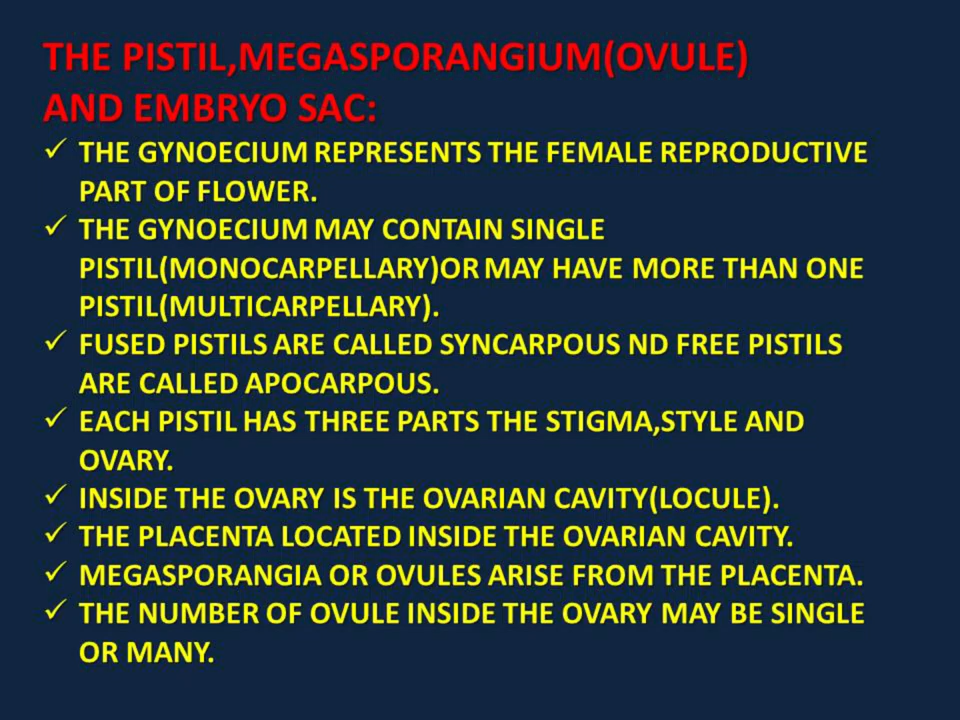 THE PISTIL,MEGASPORANGIUM(OVULE)
AND EMBRYO SAC:
✓ THE GYNOECIUM REPRESENTS THE FEMALE REPRODUCTIVE
PART OF FLOWER.
✓ THE GYNOECIUM MAY CONTAIN SINGLE
PISTIL(MONOCARPELLARY)OR MAY HAVE MORE THAN ONE
PISTIL(MULTICARPELLARY).
✓ FUSED PISTILS ARE CALLED SYNCARPOUS ND FREE PISTILS
ARE CALLED APOCARPOUS.
✓ EACH PISTIL HAS THREE PARTS THE STIGMA,STYLE AND
OVARY.
✓ INSIDE THE OVARY IS THE OVARIAN CAVITY(LOCULE).
✓ THE PLACENTA LOCATED INSIDE THE OVARIAN CAVITY.
✓ MEGASPORANGIA OR OVULES ARISE FROM THE PLACENTA.
✓ THE NUMBER OF OVULE INSIDE THE OVARY MAY BE SINGLE
OR MANY.